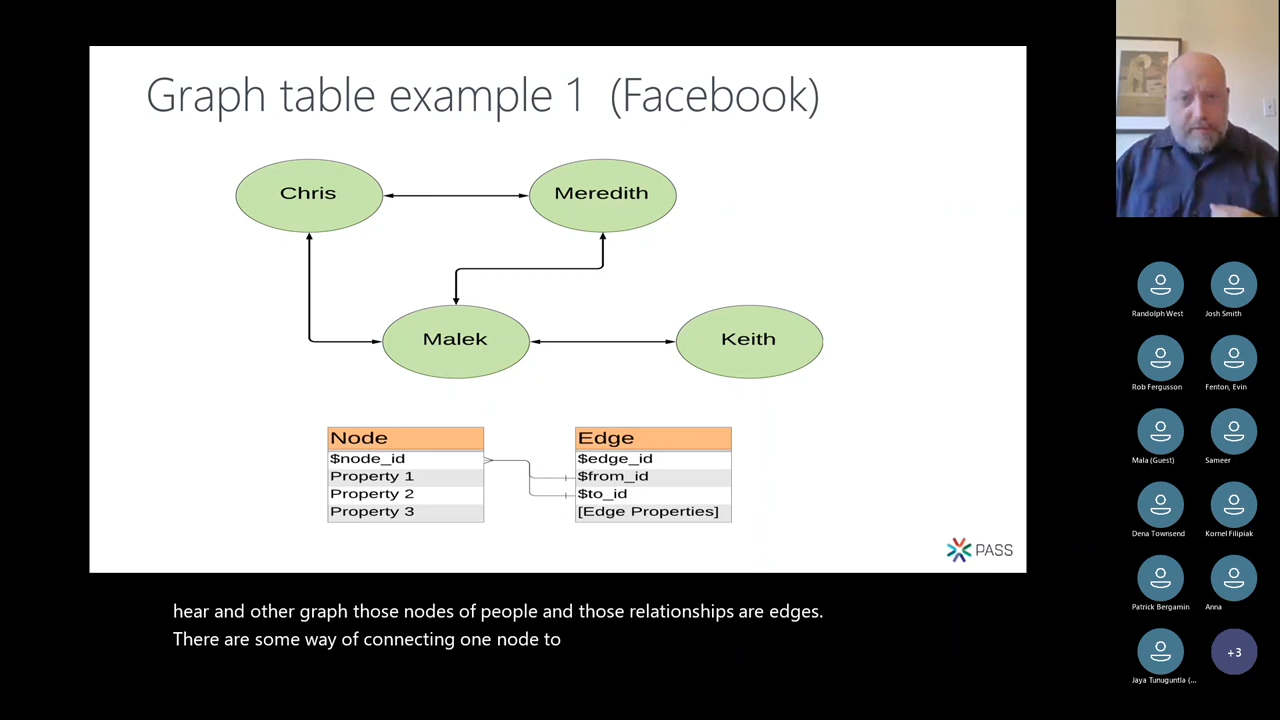 Graph table example 1 (Facebook)
Chris
Meredith
Malek
Keith
Node
$node_id
Property 1
Property 2
Property 3
Edge
$edge_id
$from_id
$to_id
[Edge Properties]
PASS
hear and other graph those nodes of people and those relationships are edges.
There are some way of connecting one node to
Randolph West
Josh Smith
Rob Fergusson
Fenton, Evin
Mala (Guest)
Sameer
Dena Townsend
Kornel Filipiak
Patrick Bergamin
Anna
Jaya Tunuguntla (...
+3